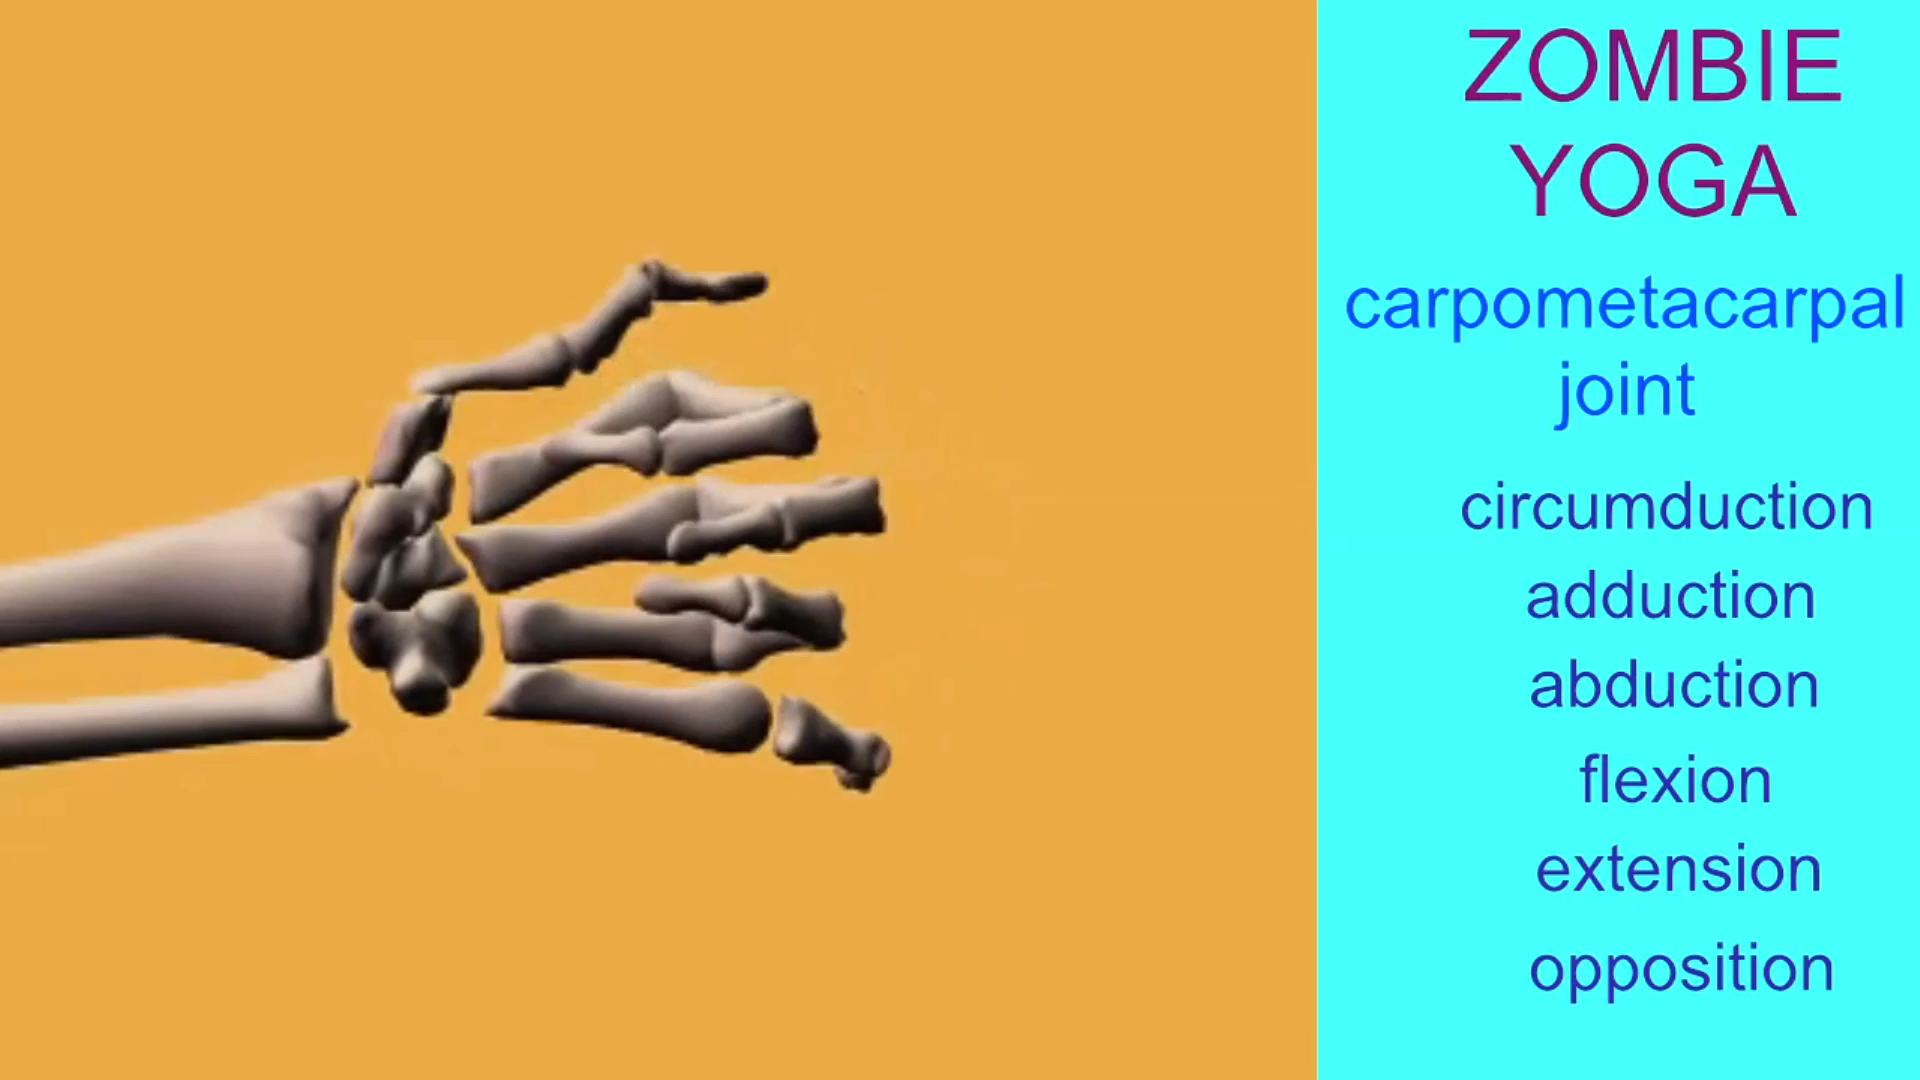 ZOMBIE
YOGA
carpometacarpal
joint
circumduction
adduction
abduction
flexion
extension
opposition